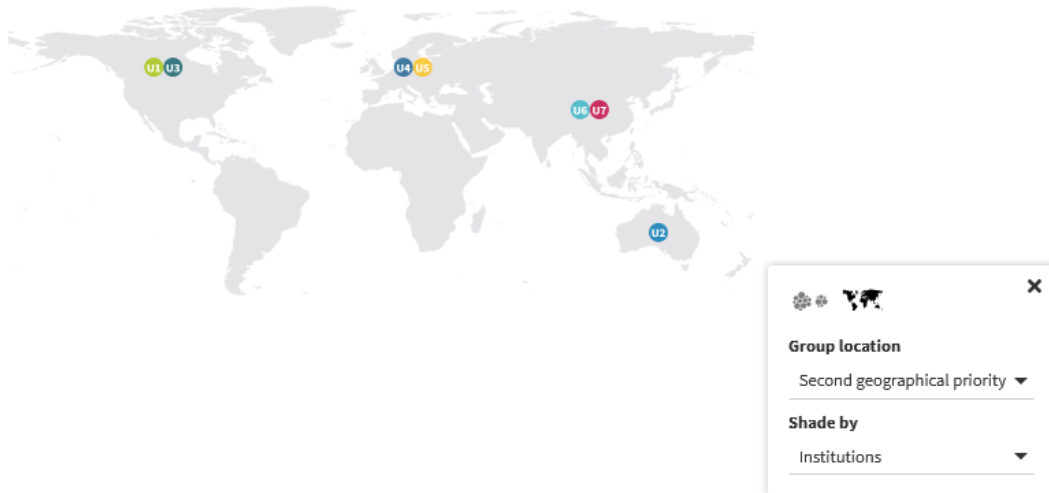 U1 U3
U4 U5
U6 U7
U2
Group location
Second geographical priority
Shade by
Institutions